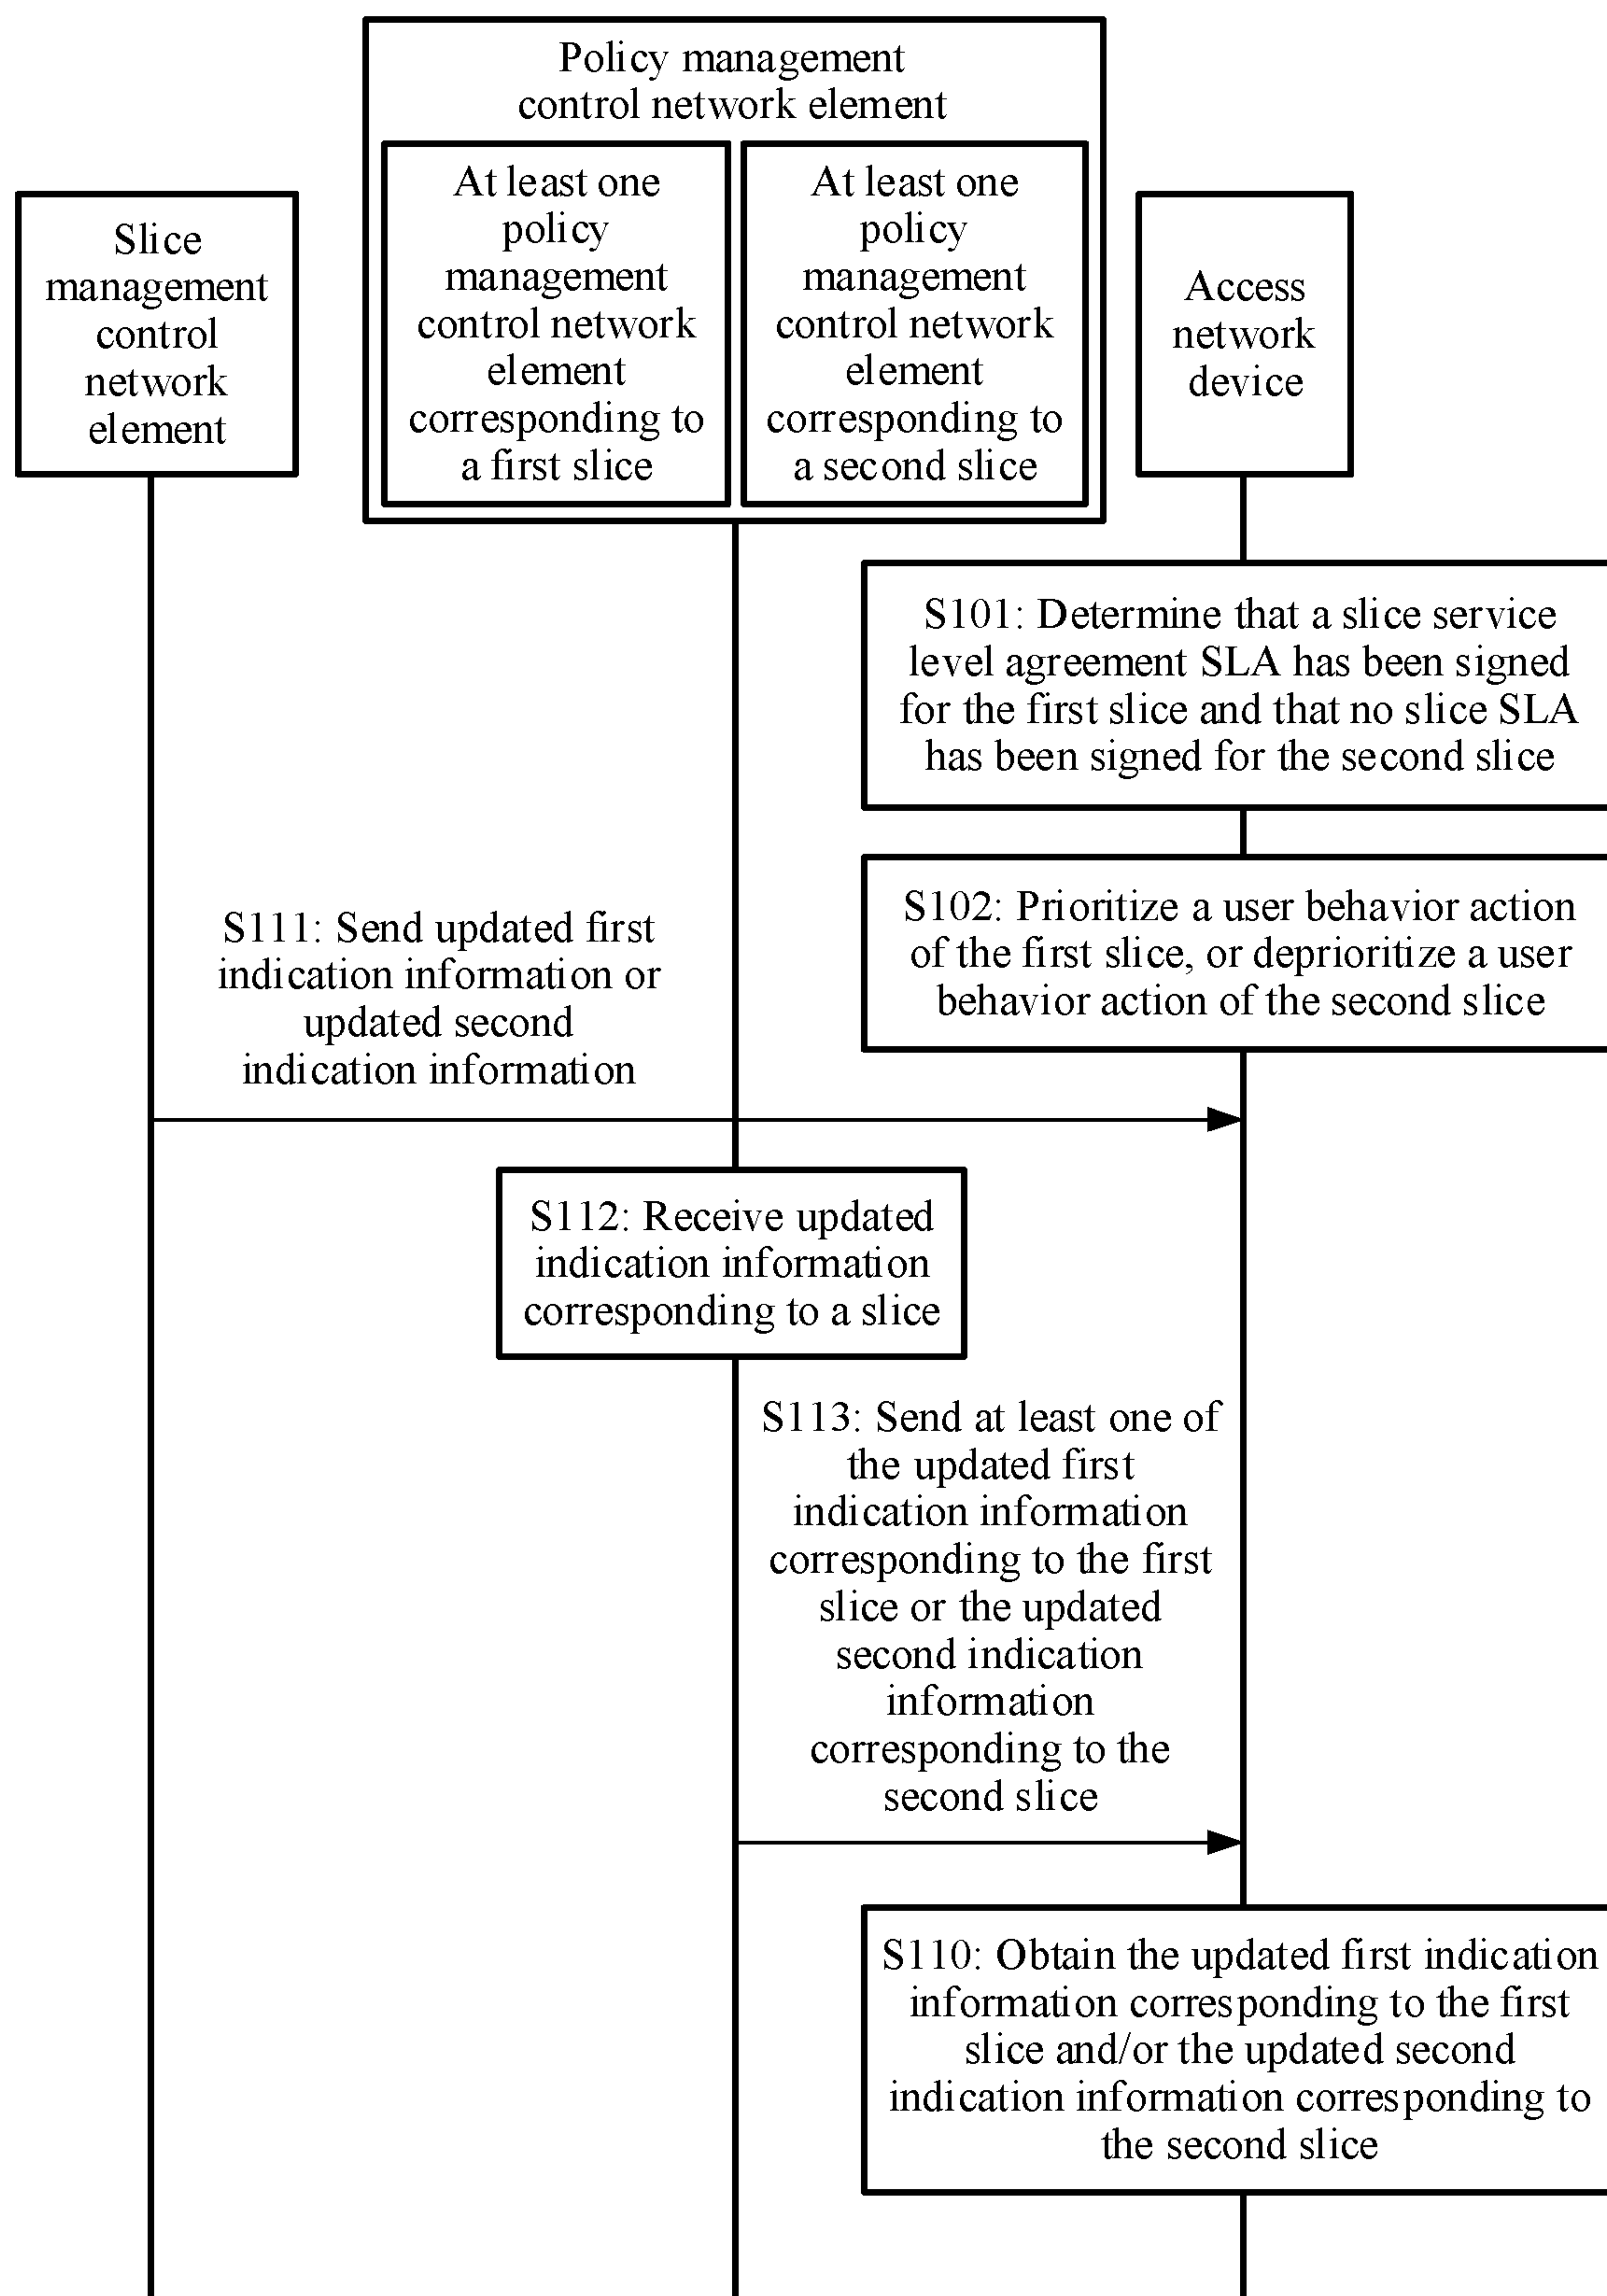 Policy management
control network element
Slice
management
control
network
element
At least one
policy
management
control network
element
corresponding to
a first slice
At least one
policy
management
control network
element
corresponding to
a second slice
Access
network
device
S101: Determine that a slice service
level agreement SLA has been signed
for the first slice and that no slice SLA
has been signed for the second slice
S102: Prioritize a user behavior action
of the first slice, or deprioritize a user
behavior action of the second slice
S111: Send updated first
indication information or
updated second
indication information
S112: Receive updated
indication information
corresponding to a slice
S113: Send at least one of
the updated first
indication information
corresponding to the first
slice or the updated
second indication
information
corresponding to the
second slice
S110: Obtain the updated first indication
information corresponding to the first
slice and/or the updated second
indication information corresponding to
the second slice